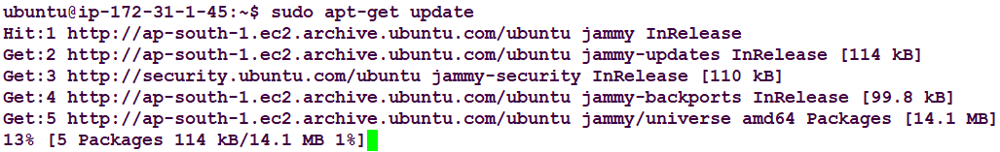 ubuntu@ip-172-31-1-45:~$ sudo apt-get update
Hit:1 http://ap-south-1.ec2.archive.ubuntu.com/ubuntu jammy InRelease
Get:2 http://ap-south-1.ec2.archive.ubuntu.com/ubuntu jammy-updates InRelease [114 kB]
Get:3 http://security.ubuntu.com/ubuntu jammy-security InRelease [110 kB]
Get:4 http://ap-south-1.ec2.archive.ubuntu.com/ubuntu jammy-backports InRelease [99.8 kB]
Get:5 http://ap-south-1.ec2.archive.ubuntu.com/ubuntu jammy/universe amd64 Packages [14.1 MB]
13% [5 Packages 114 kB/14.1 MB 1%]